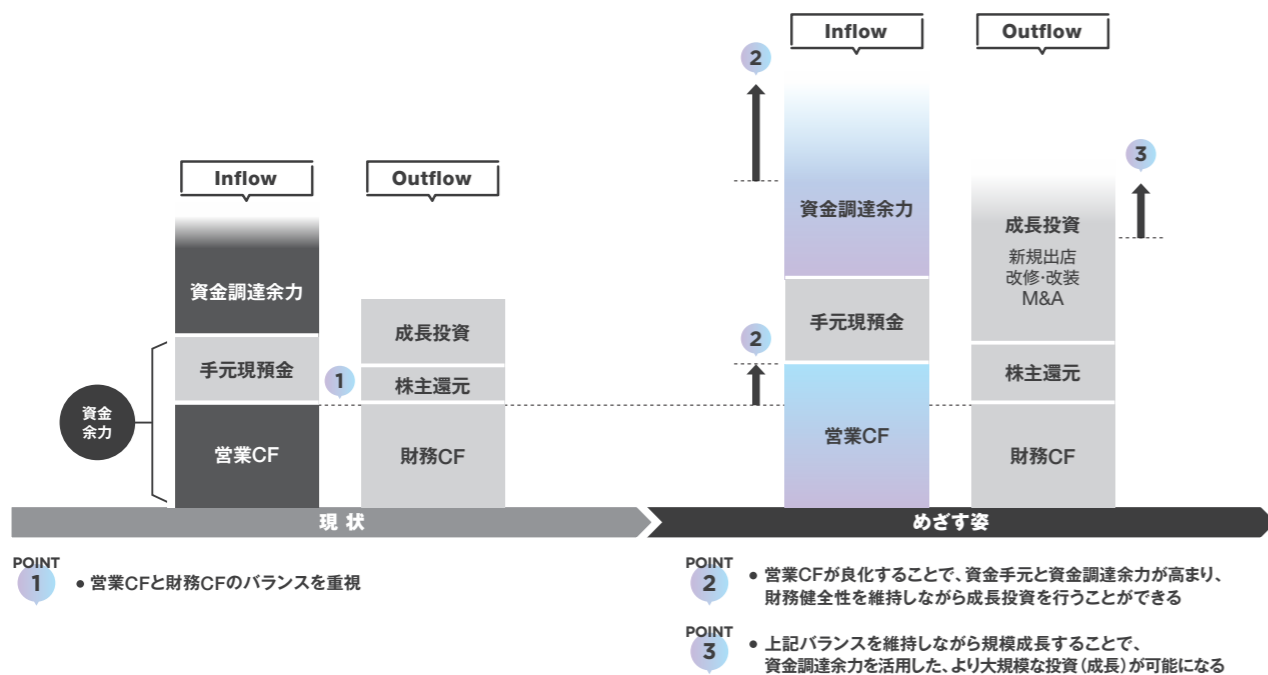 Inflow
Outflow
資金調達余力
手元現預金
営業CF
資金
余力
1
成長投資
株主還元
財務CF
現 状
Inflow
Outflow
2
資金調達余力
手元現預金
2
営業CF
3
成長投資
新規出店
改修・改装
M&A
株主還元
財務CF
めざす姿
POINT
1
● 営業CFと財務CFのバランスを重視
POINT
2
● 営業CFが良化することで、資金手元と資金調達余力が高まり、
財務健全性を維持しながら成長投資を行うことができる
POINT
3
● 上記バランスを維持しながら規模成長することで、
資金調達余力を活用した、より大規模な投資（成長）が可能になる